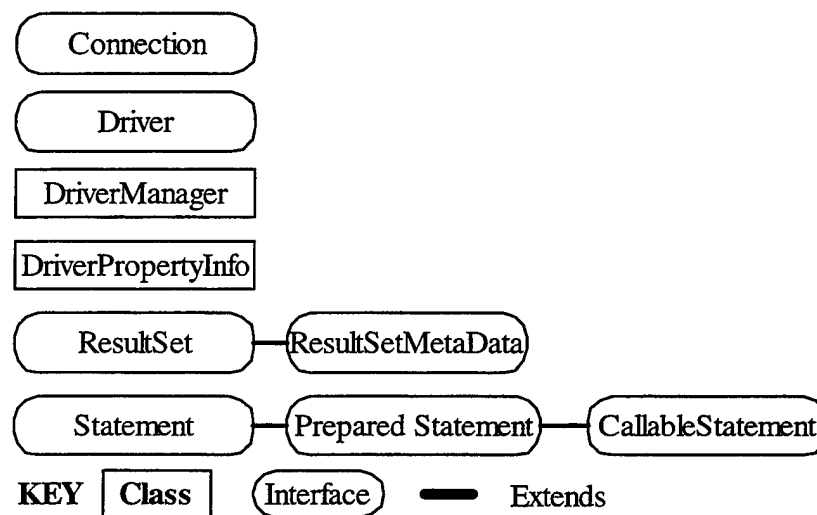 Connection
Driver
DriverManager
DriverPropertyInfo
ResultSet ResultSetMetaData
Statement Prepared Statement CallableStatement
KEY Class Interface Extends